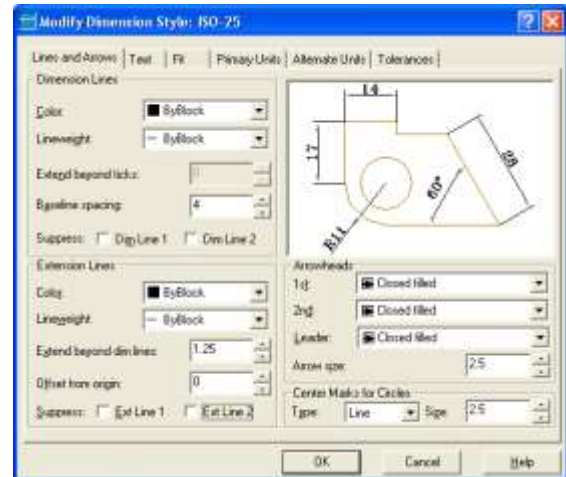 Modify Dimension Style: ISO-25
Lines and Arrows Text Fit Primary Units Alternate Units Tolerances
Dimension Lines
Color: ByBlock
Lineweight: ByBlock
Extend beyond ticks: 0
Baseline spacing: 4
Suppress: Dim Line 1 Dim Line 2
Extension Lines
Color: ByBlock
Lineweight: ByBlock
Extend beyond dim lines: 1.25
Offset from origin: 0
Suppress: Ext Line 1 Ext Line 2
14
17
28
60°
R11
Arrowheads
1st: Closed filled
2nd: Closed filled
Leader: Closed filled
Arrow size: 2.5
Center Marks for Circles
Type: Line Size: 2.5
OK Cancel Help